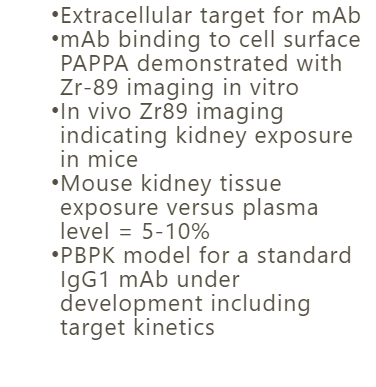 •Extracellular target for mAb
•mAb binding to cell surface
PAPPA demonstrated with
Zr-89 imaging in vitro
•In vivo Zr89 imaging
indicating kidney exposure
in mice
•Mouse kidney tissue
exposure versus plasma
level = 5-10%
•PBPK model for a standard
IgG1 mAb under
development including
target kinetics